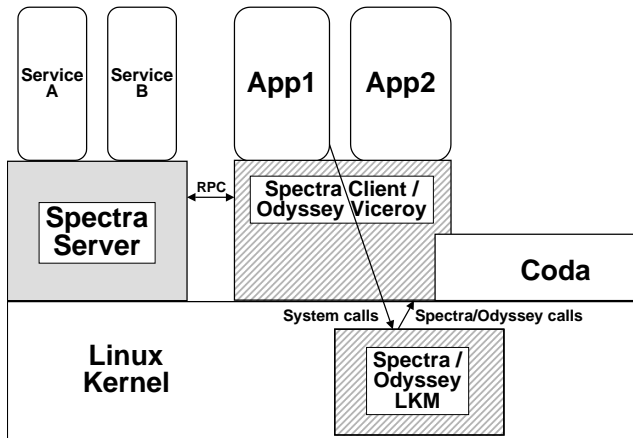 Service
A
Service
B
App1
App2
RPC
Spectra
Server
Spectra Client /
Odyssey Viceroy
Coda
System calls
Spectra/Odyssey calls
Linux
Kernel
Spectra /
Odyssey
LKM